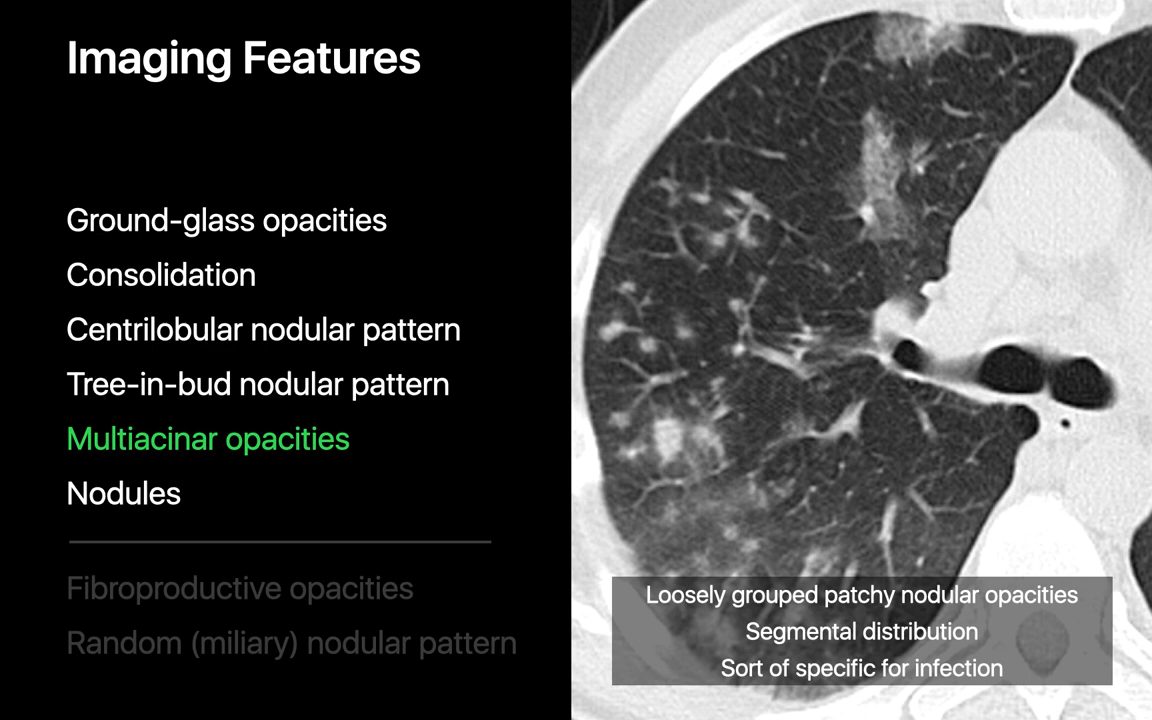 Imaging Features
Ground-glass opacities
Consolidation
Centrilobular nodular pattern
Tree-in-bud nodular pattern
Multiacinar opacities
Nodules
Fibroproductive opacities
Random (miliary) nodular pattern
Loosely grouped patchy nodular opacities
Segmental distribution
Sort of specific for infection